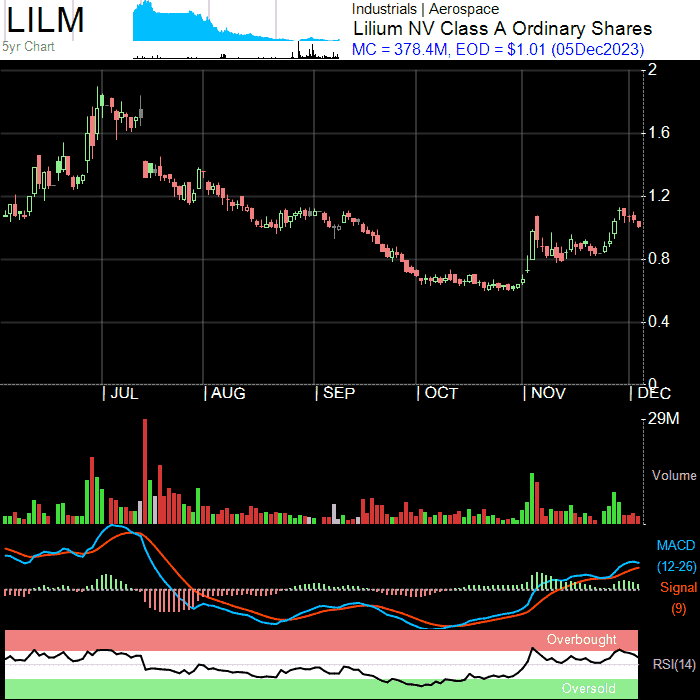 LILM
5yr Chart
Industrials | Aerospace
Lilium NV Class A Ordinary Shares
MC = 378.4M, EOD = $1.01 (05Dec2023)
2
1.6
1.2
0.8
0.4
0
| JUL | AUG | SEP | OCT | NOV | DEC
29M
Volume
MACD
(12-26)
Signal
(9)
Overbought
RSI(14)
Oversold